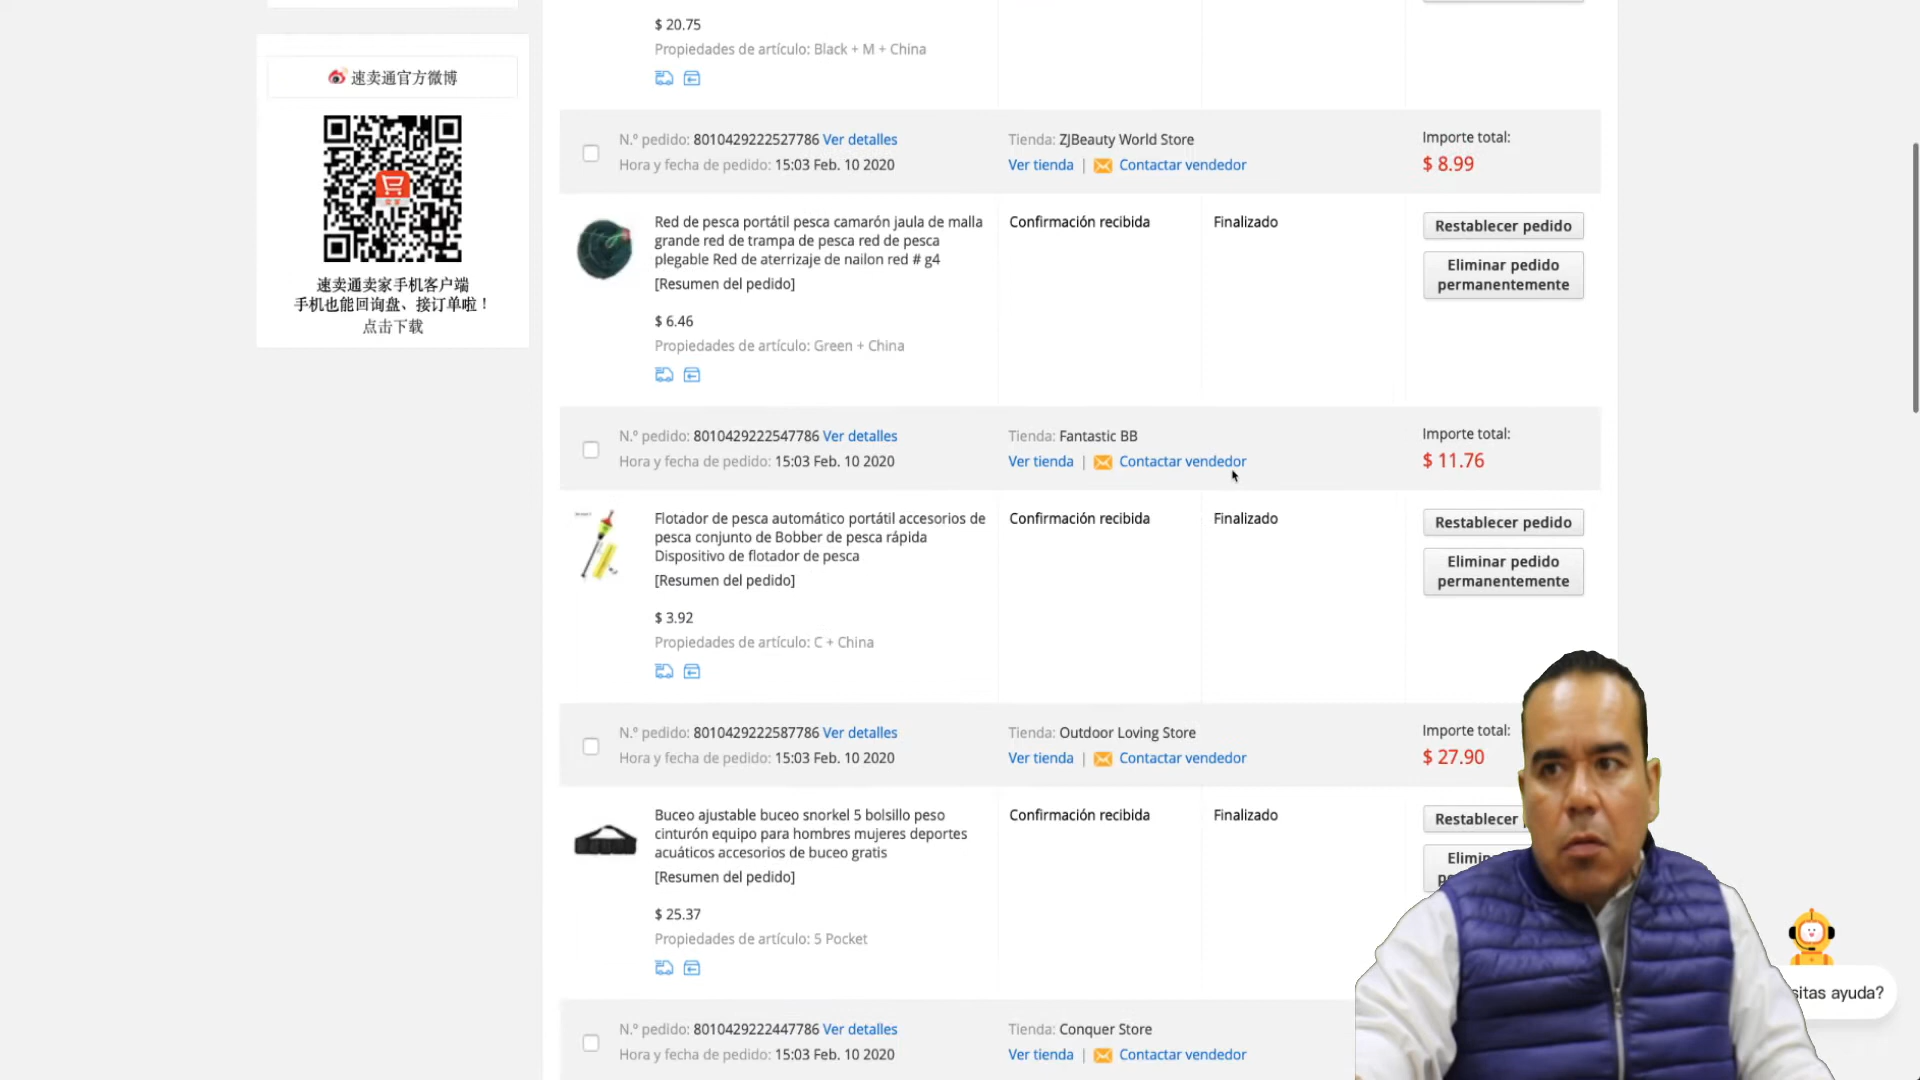 速卖通官方微博
速卖通卖家手机客户端
手机也能回询盘、接订单啦！
点击下载
$ 20.75
Propiedades de artículo: Black + M + China
N.º pedido: 8010429222527786 Ver detalles
Hora y fecha de pedido: 15:03 Feb. 10 2020
Tienda: ZJBeauty World Store
Ver tienda | Contactar vendedor
Importe total:
$ 8.99
Red de pesca portátil pesca camarón jaula de malla
grande red de trampa de pesca red de pesca
plegable Red de aterrizaje de nailon red # g4
[Resumen del pedido]
$ 6.46
Propiedades de artículo: Green + China
Confirmación recibida
Finalizado
Restablecer pedido
Eliminar pedido
permanentemente
N.º pedido: 8010429222547786 Ver detalles
Hora y fecha de pedido: 15:03 Feb. 10 2020
Tienda: Fantastic BB
Ver tienda | Contactar vendedor
Importe total:
$ 11.76
Flotador de pesca automático portátil accesorios de
pesca conjunto de Bobber de pesca rápida
Dispositivo de flotador de pesca
[Resumen del pedido]
$ 3.92
Propiedades de artículo: C + China
Confirmación recibida
Finalizado
Restablecer pedido
Eliminar pedido
permanentemente
N.º pedido: 8010429222587786 Ver detalles
Hora y fecha de pedido: 15:03 Feb. 10 2020
Tienda: Outdoor Loving Store
Ver tienda | Contactar vendedor
Importe total:
$ 27.90
Buceo ajustable buceo snorkel 5 bolsillo peso
cinturón equipo para hombres mujeres deportes
acuáticos accesorios de buceo gratis
[Resumen del pedido]
$ 25.37
Propiedades de artículo: 5 Pocket
Confirmación recibida
Finalizado
Restablecer
N.º pedido: 8010429222447786 Ver detalles
Hora y fecha de pedido: 15:03 Feb. 10 2020
Tienda: Conquer Store
Ver tienda | Contactar vendedor
sitas ayuda?